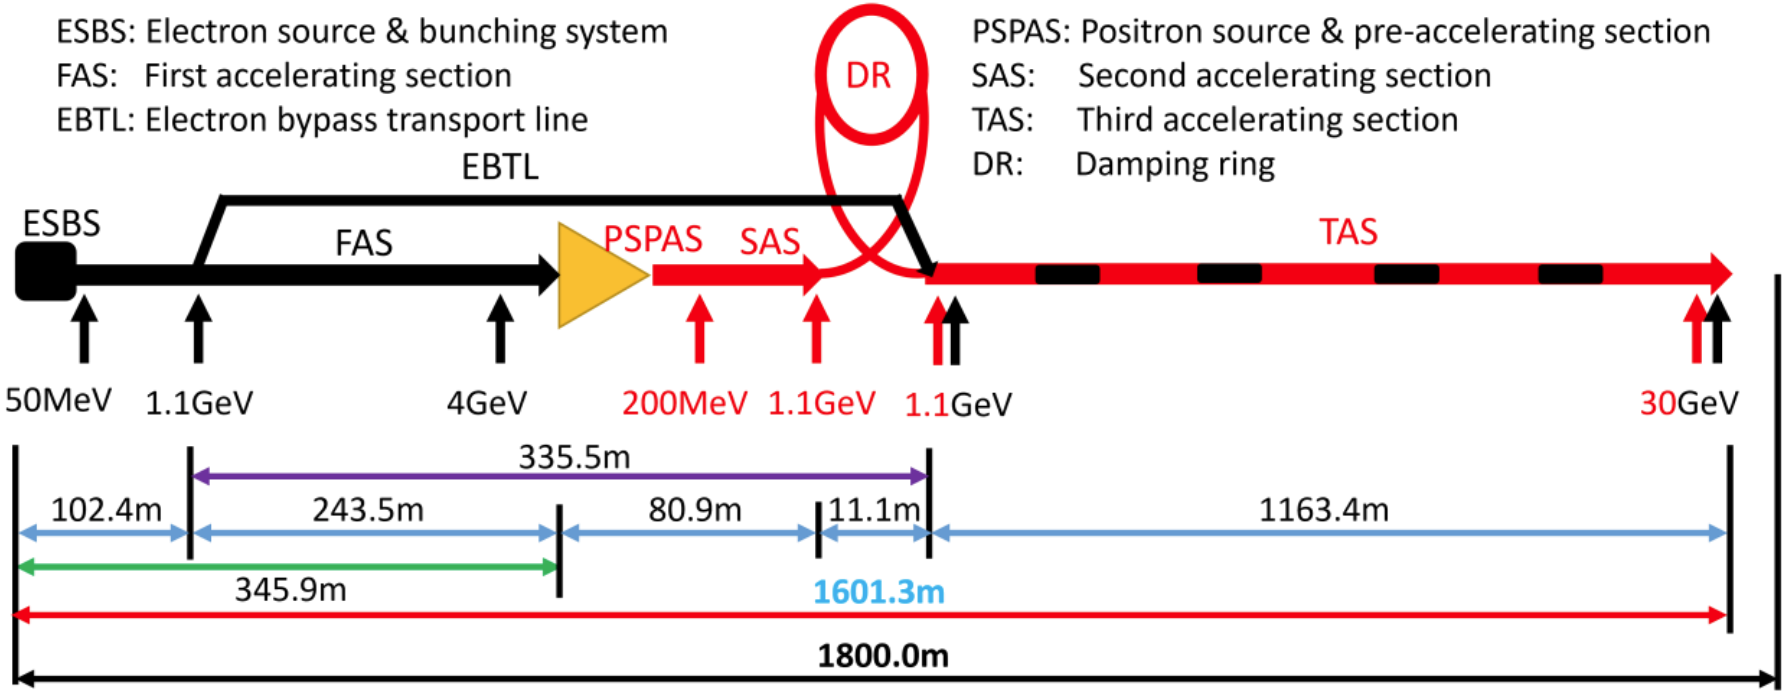 ESBS: Electron source & bunching system
FAS: First accelerating section
EBTL: Electron bypass transport line
PSPAS: Positron source & pre-accelerating section
SAS: Second accelerating section
TAS: Third accelerating section
DR: Damping ring
DR
EBTL
ESBS
FAS
PSPAS
SAS
TAS
50MeV
1.1GeV
4GeV
200MeV
1.1GeV
1.1GeV
30GeV
335.5m
102.4m
243.5m
80.9m
11.1m
1163.4m
345.9m
1601.3m
1800.0m